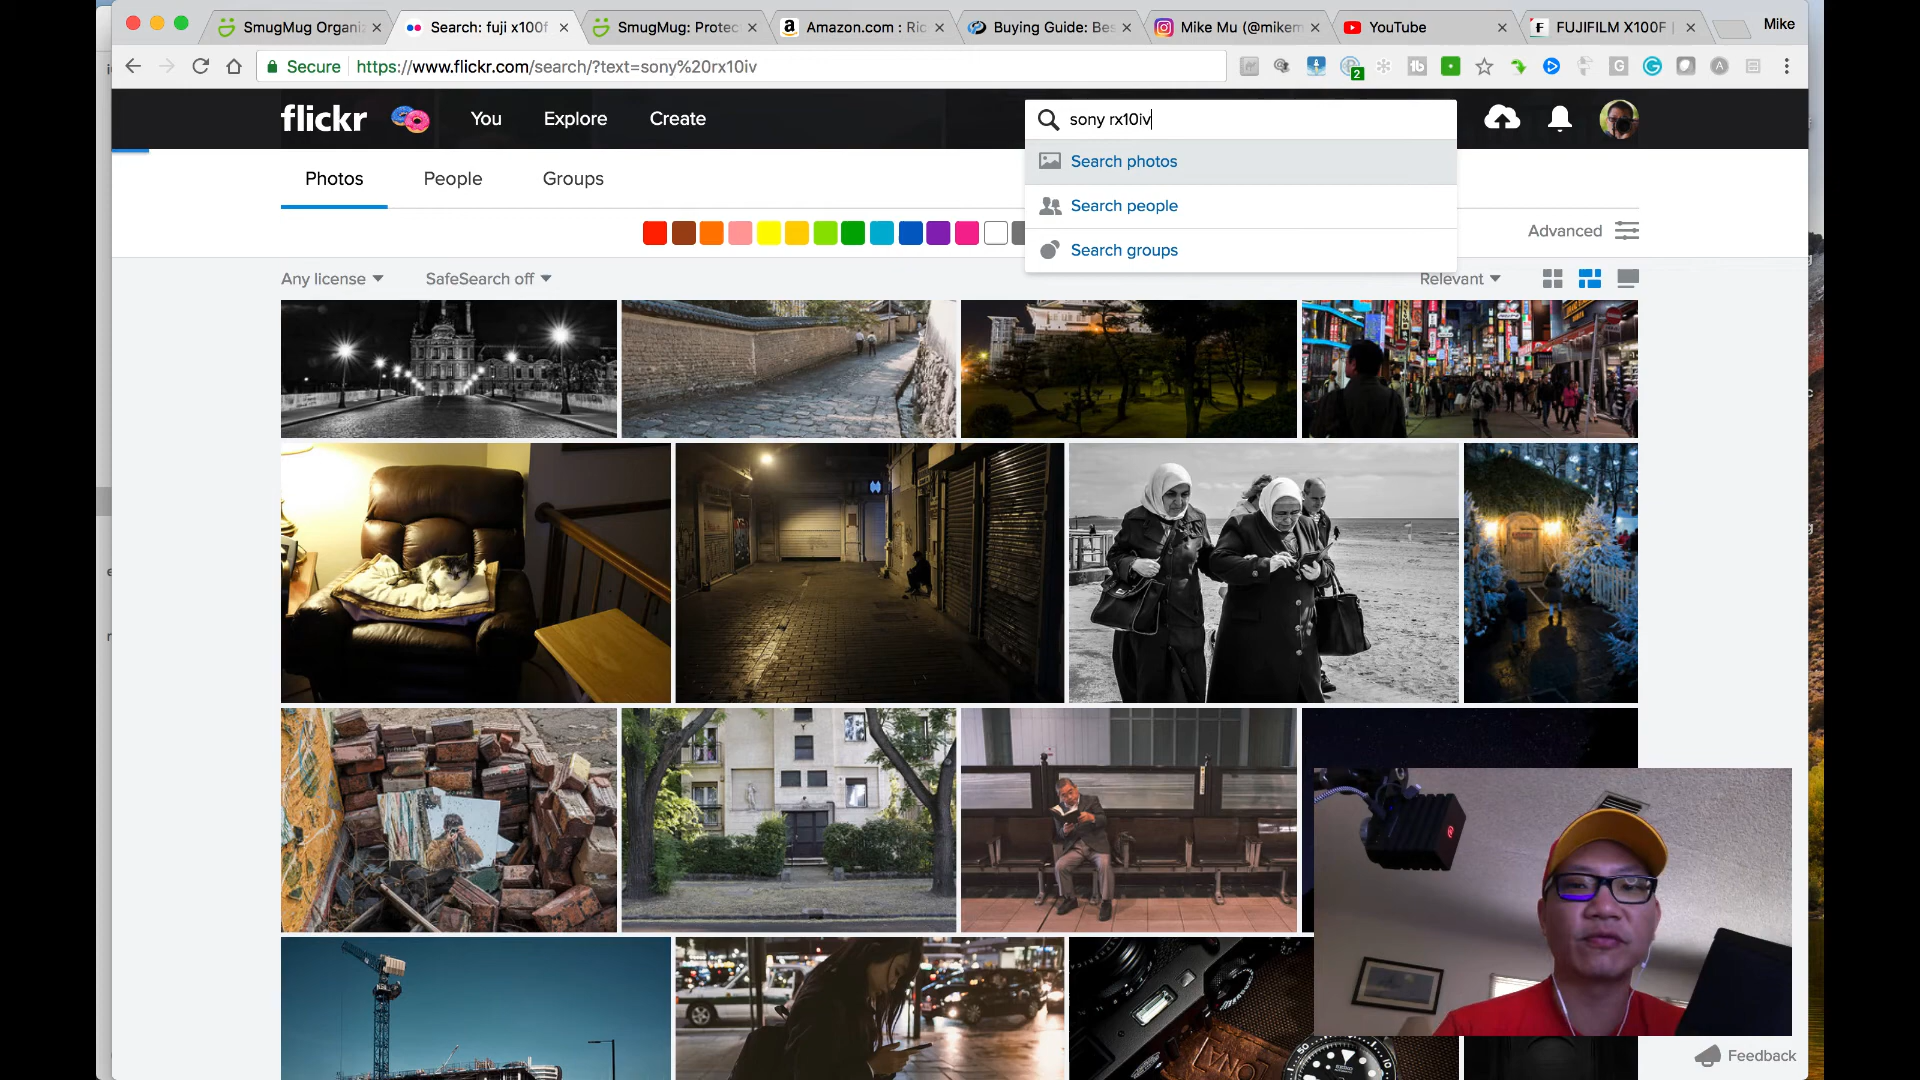 SmugMug Organi
Search: fuji x100f
SmugMug: Protec
Amazon.com : Ric
Buying Guide: Bes
Mike Mu (@mikem
YouTube
FUJIFILM X100F |
Mike
Secure
https://www.flickr.com/search/?text=sony%20rx10iv
2
flickr
You
Explore
Create
sony rx10iv
Search photos
Search people
Search groups
Photos
People
Groups
Advanced
Any license
SafeSearch off
Relevant
Feedback